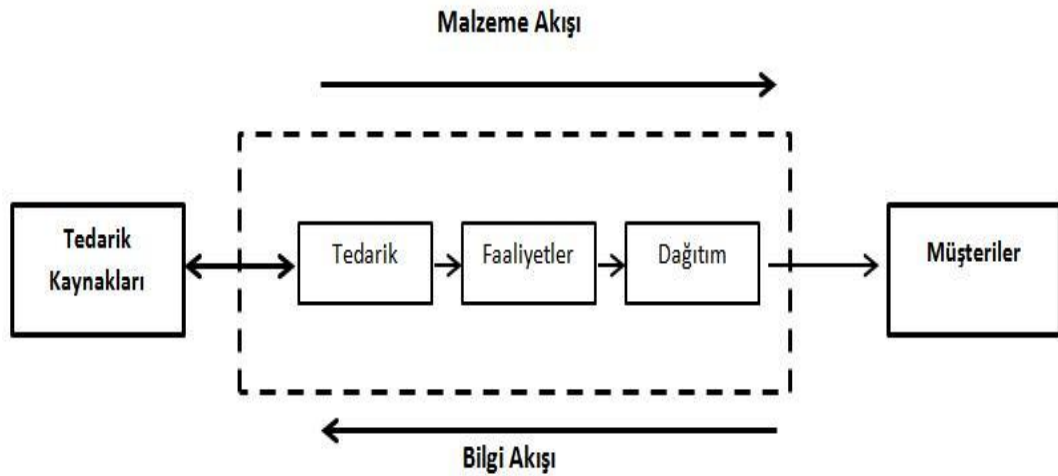 Malzeme Akışı
Tedarik
Kaynakları
Tedarik
Faaliyetler
Dağıtım
Müşteriler
Bilgi Akışı